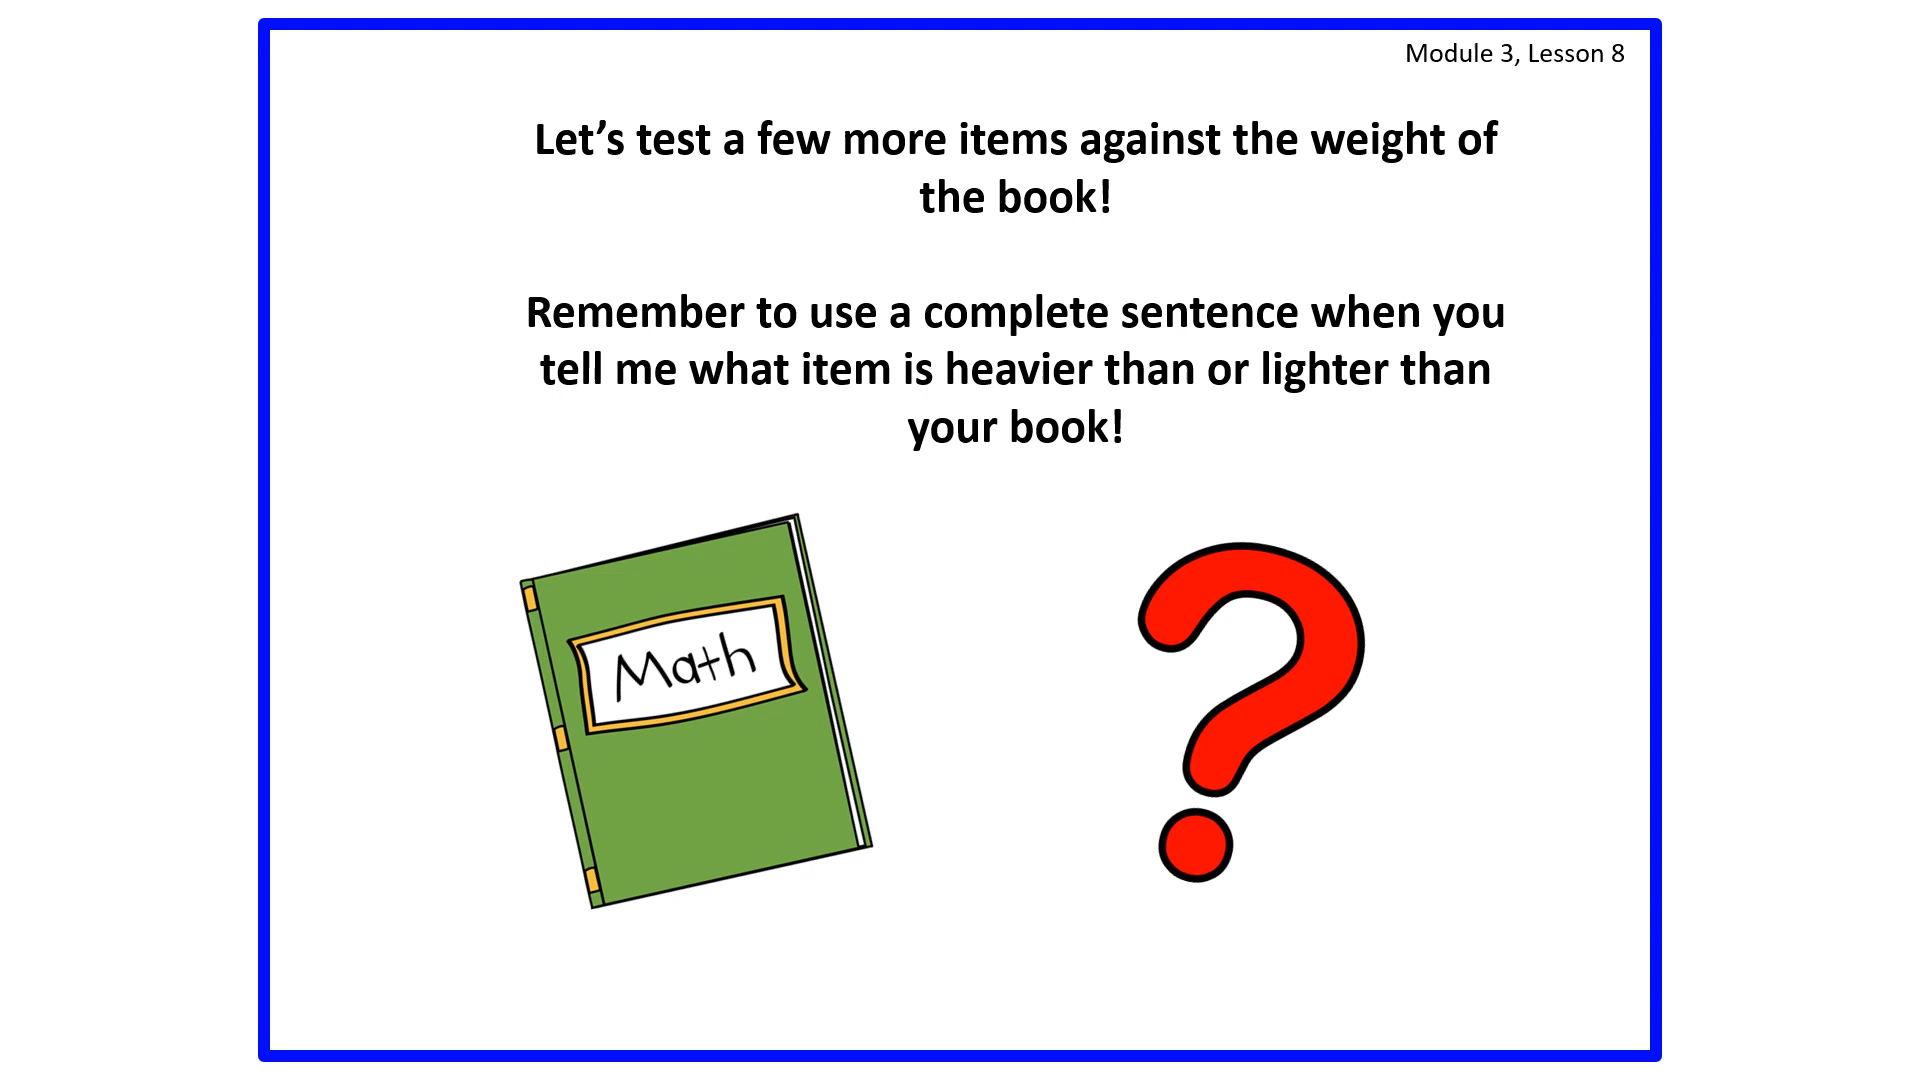 Module 3, Lesson 8
Let’s test a few more items against the weight of
the book!
Remember to use a complete sentence when you
tell me what item is heavier than or lighter than
your book!
Math